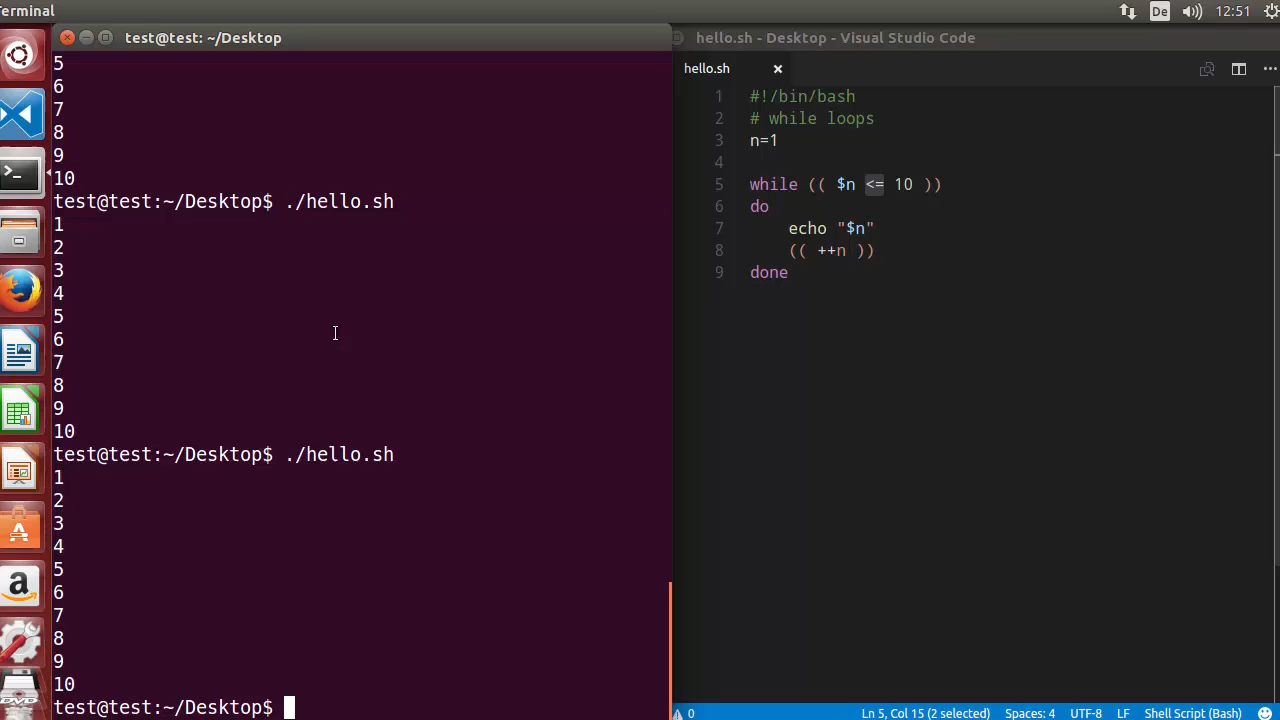 Terminal
De
12:51
test@test: ~/Desktop
5
6
7
8
9
10
test@test:~/Desktop$ ./hello.sh
1
2
3
4
5
6
7
8
9
10
test@test:~/Desktop$ ./hello.sh
1
2
3
4
5
6
7
8
9
10
test@test:~/Desktop$
hello.sh - Desktop - Visual Studio Code
hello.sh
1 #!/bin/bash
2 # while loops
3 n=1
4
5 while (( $n <= 10 ))
6 do
7     echo "$n"
8     (( ++n ))
9 done
0
Ln 5, Col 15 (2 selected) Spaces: 4 UTF-8 LF Shell Script (Bash)